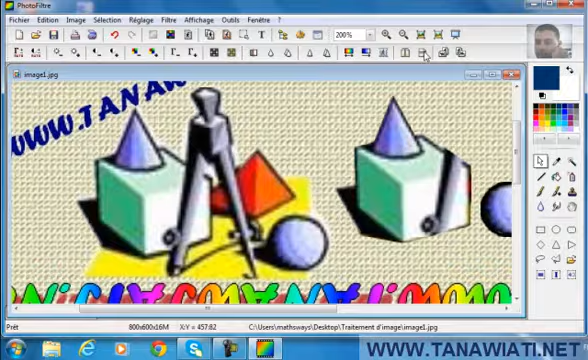 PhotoFiltre
Fichier Edition Image Sélection Réglage Filtre Affichage Outils Fenêtre ?
200%
image1.jpg
WWW.TANAW
Prêt 800x600x16M X:Y = 457:82 C:\Users\mathsways\Desktop\Traitement d'image\image1.jpg
WWW.TANAWIATI.NET